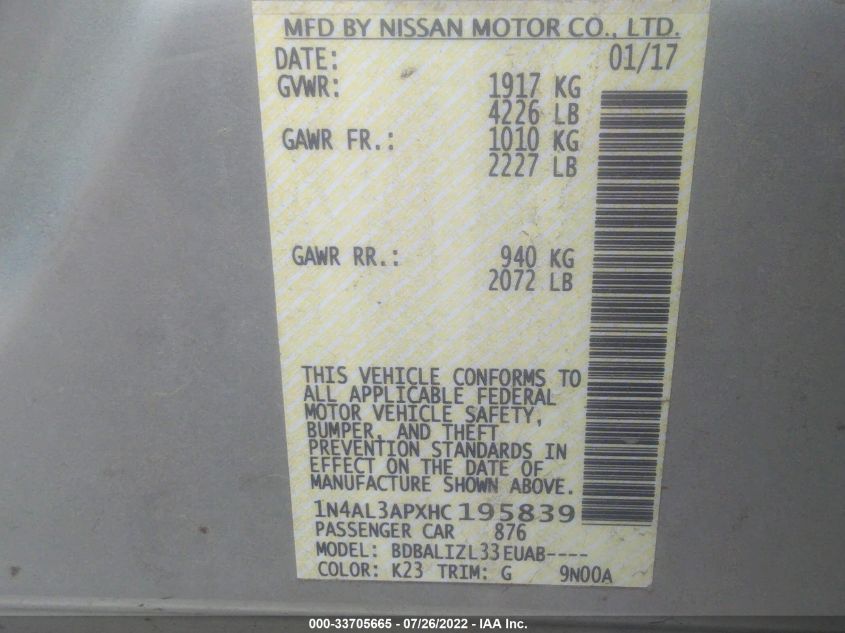 MFD BY NISSAN MOTOR CO., LTD.
DATE: 01/17
GVWR: 1917 KG
4226 LB
GAWR FR.: 1010 KG
2227 LB
GAWR RR.: 940 KG
2072 LB
THIS VEHICLE CONFORMS TO
ALL APPLICABLE FEDERAL
MOTOR VEHICLE SAFETY,
BUMPER, AND THEFT
PREVENTION STANDARDS IN
EFFECT ON THE DATE OF
MANUFACTURE SHOWN ABOVE.
1N4AL3APXHC195839
PASSENGER CAR 876
MODEL: BDBALIZL33EUAB----
COLOR: K23 TRIM: G 9N00A
000-33705665 - 07/26/2022 - IAA Inc.